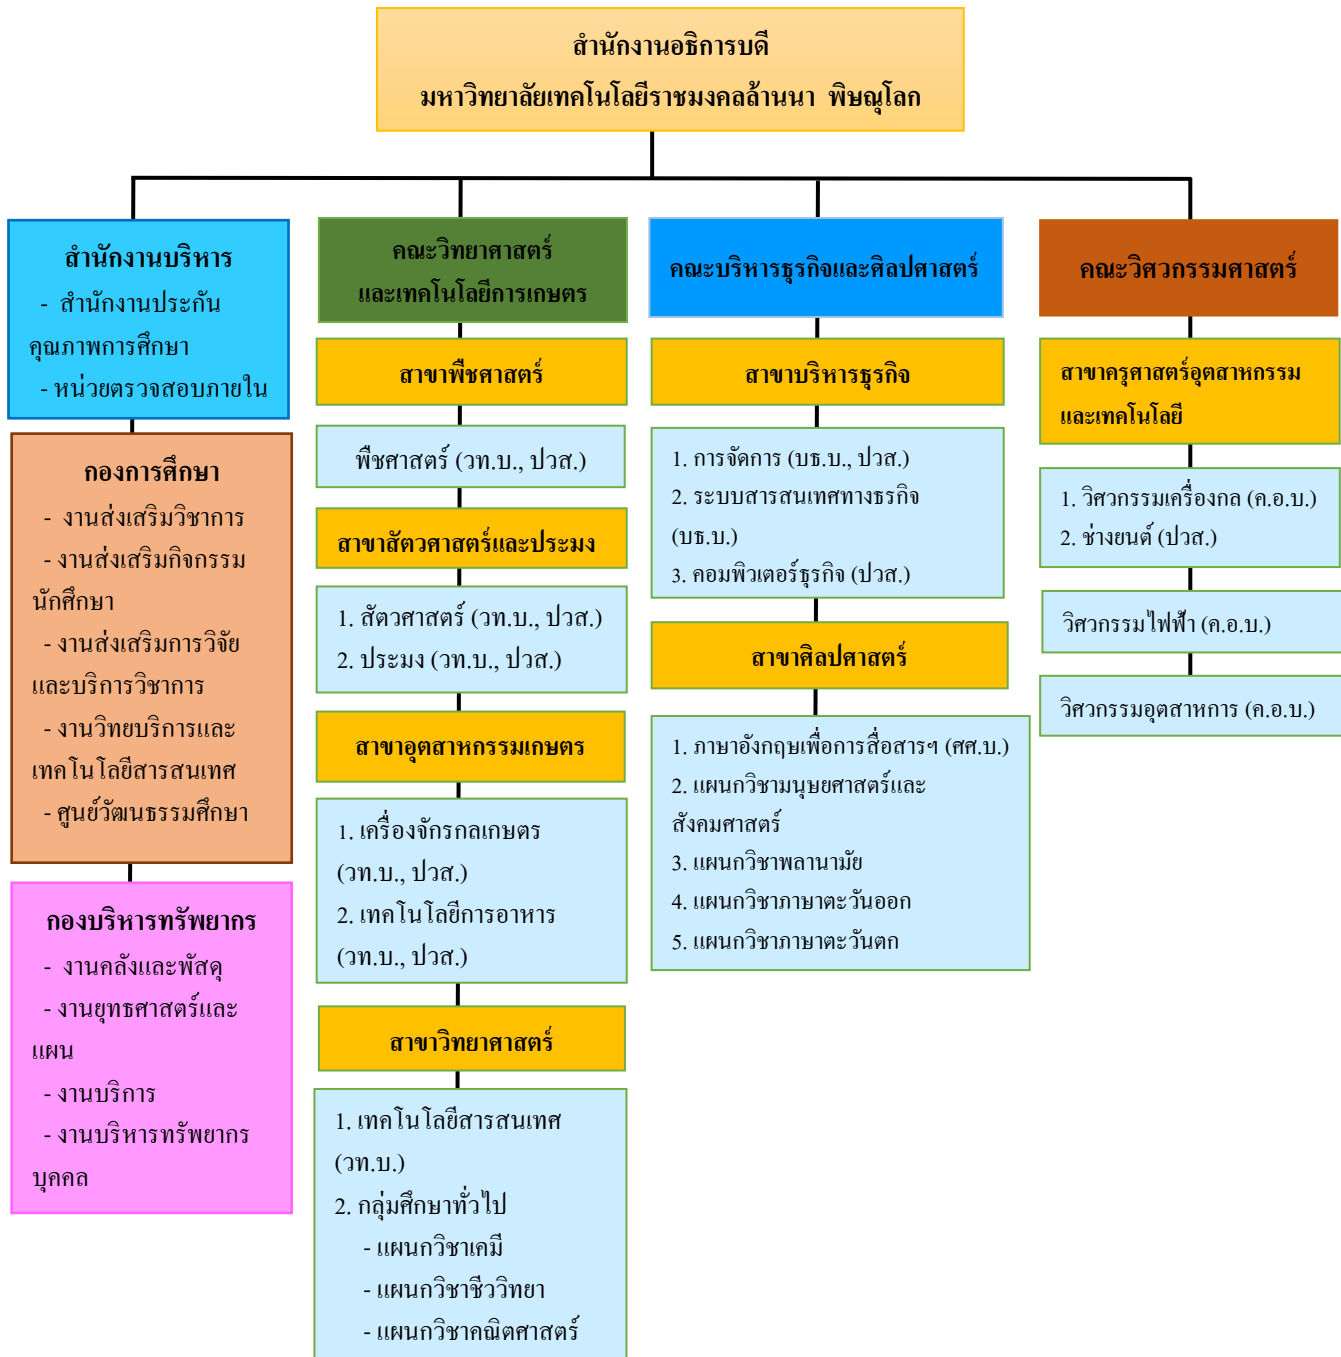 สำนักงานอธิการบดี
มหาวิทยาลัยเทคโนโลยีราชมงคลล้านนา พิษณุโลก
สำนักงานบริหาร
- สำนักงานประกัน
คุณภาพการศึกษา
- หน่วยตรวจสอบภายใน
กองการศึกษา
- งานส่งเสริมวิชาการ
- งานส่งเสริมกิจกรรม
นักศึกษา
- งานส่งเสริมการวิจัย
และบริการวิชาการ
- งานวิทยบริการและ
เทคโนโลยีสารสนเทศ
- ศูนย์วัฒนธรรมศึกษา
กองบริหารทรัพยากร
- งานคลังและพัสดุ
- งานยุทธศาสตร์และ
แผน
- งานบริการ
- งานบริหารทรัพยากร
บุคคล
คณะวิทยาศาสตร์
และเทคโนโลยีการเกษตร
สาขาพืชศาสตร์
พืชศาสตร์ (วท.บ., ปวส.)
สาขาสัตวศาสตร์และประมง
1. สัตวศาสตร์ (วท.บ., ปวส.)
2. ประมง (วท.บ., ปวส.)
สาขาอุตสาหกรรมเกษตร
1. เครื่องจักรกลเกษตร
(วท.บ., ปวส.)
2. เทคโนโลยีการอาหาร
(วท.บ., ปวส.)
สาขาวิทยาศาสตร์
1. เทคโนโลยีสารสนเทศ
(วท.บ.)
2. กลุ่มศึกษาทั่วไป
- แผนกวิชาเคมี
- แผนกวิชาชีววิทยา
- แผนกวิชาคณิตศาสตร์
คณะบริหารธุรกิจและศิลปศาสตร์
สาขาบริหารธุรกิจ
1. การจัดการ (บธ.บ., ปวส.)
2. ระบบสารสนเทศทางธรกิจ
(บธ.บ.)
3. คอมพิวเตอร์ธุรกิจ (ปวส.)
สาขาศิลปศาสตร์
1. ภาษาอังกฤษเพื่อการสื่อสารฯ (ศศ.บ.)
2. แผนกวิชามนุษยศาสตร์และ
สังคมศาสตร์
3. แผนกวิชาพลานามัย
4. แผนกวิชาภาษาตะวันออก
5. แผนกวิชาภาษาตะวันตก
คณะวิศวกรรมศาสตร์
สาขาครุศาสตร์อุตสาหกรรม
และเทคโนโลยี
1. วิศวกรรมเครื่องกล (ค.อ.บ.)
2. ช่างยนต์ (ปวส.)
วิศวกรรมไฟฟ้า (ค.อ.บ.)
วิศวกรรมอุตสาหการ (ค.อ.บ.)